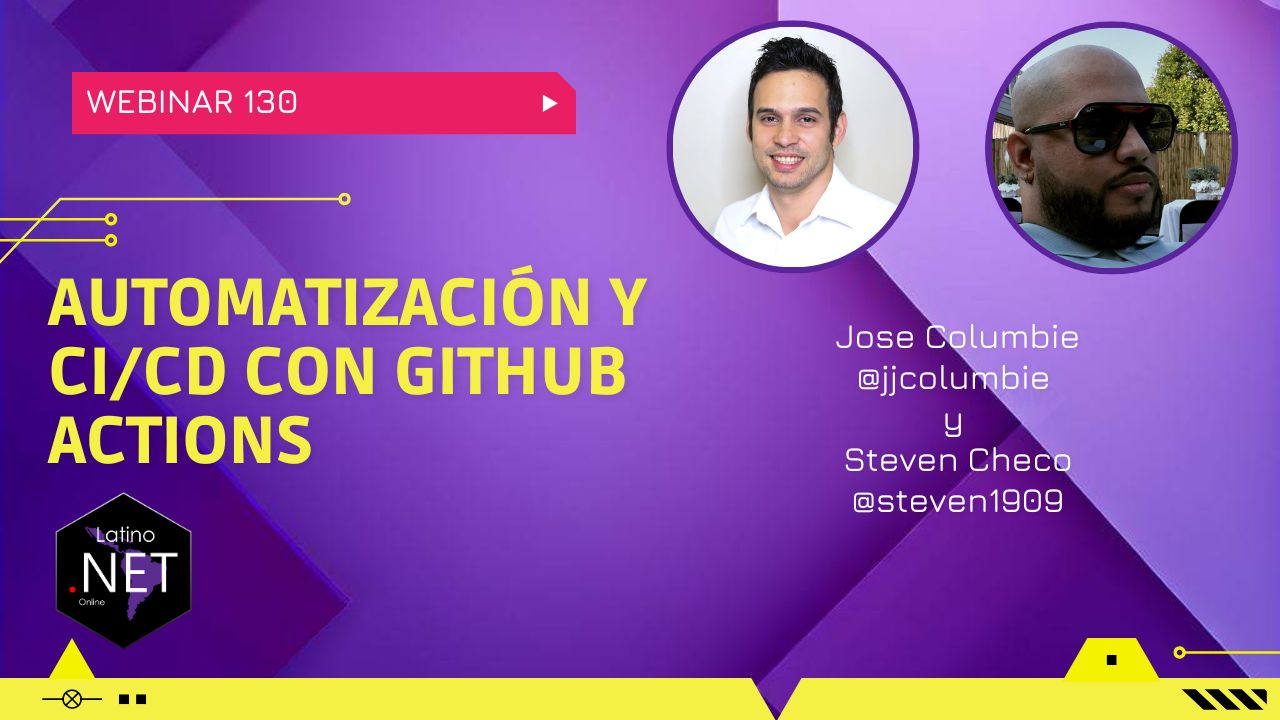 WEBINAR 130
AUTOMATIZACIÓN Y
CI/CD CON GITHUB
ACTIONS
Jose Columbie
@jjcolumbie
y
Steven Checo
@steven1909
Latino
.NET
Online